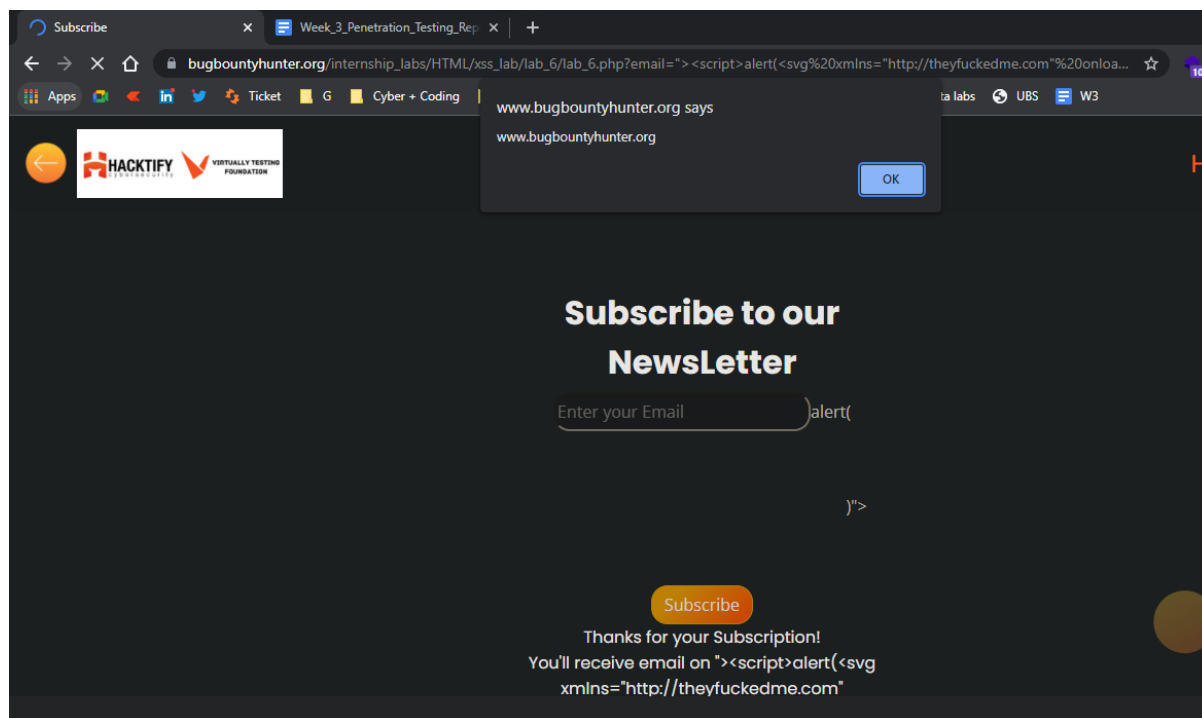 Subscribe
Week_3_Penetration_Testing_Rep
bugbountyhunter.org/internship_labs/HTML/xss_lab/lab_6/lab_6.php?email="><script>alert(<svg%20xmlns="http://theyfuckedme.com"%20onloa...
10
Apps
in
Ticket
G
Cyber + Coding
ta labs
UBS
W3
www.bugbountyhunter.org says
www.bugbountyhunter.org
OK
HACKTIFY
cybersecurity
VIRTUALLY TESTING
FOUNDATION
H
Subscribe to our
NewsLetter
Enter your Email
alert(
)">
Subscribe
Thanks for your Subscription!
You'll receive email on "><script>alert(<svg
xmlns="http://theyfuckedme.com"